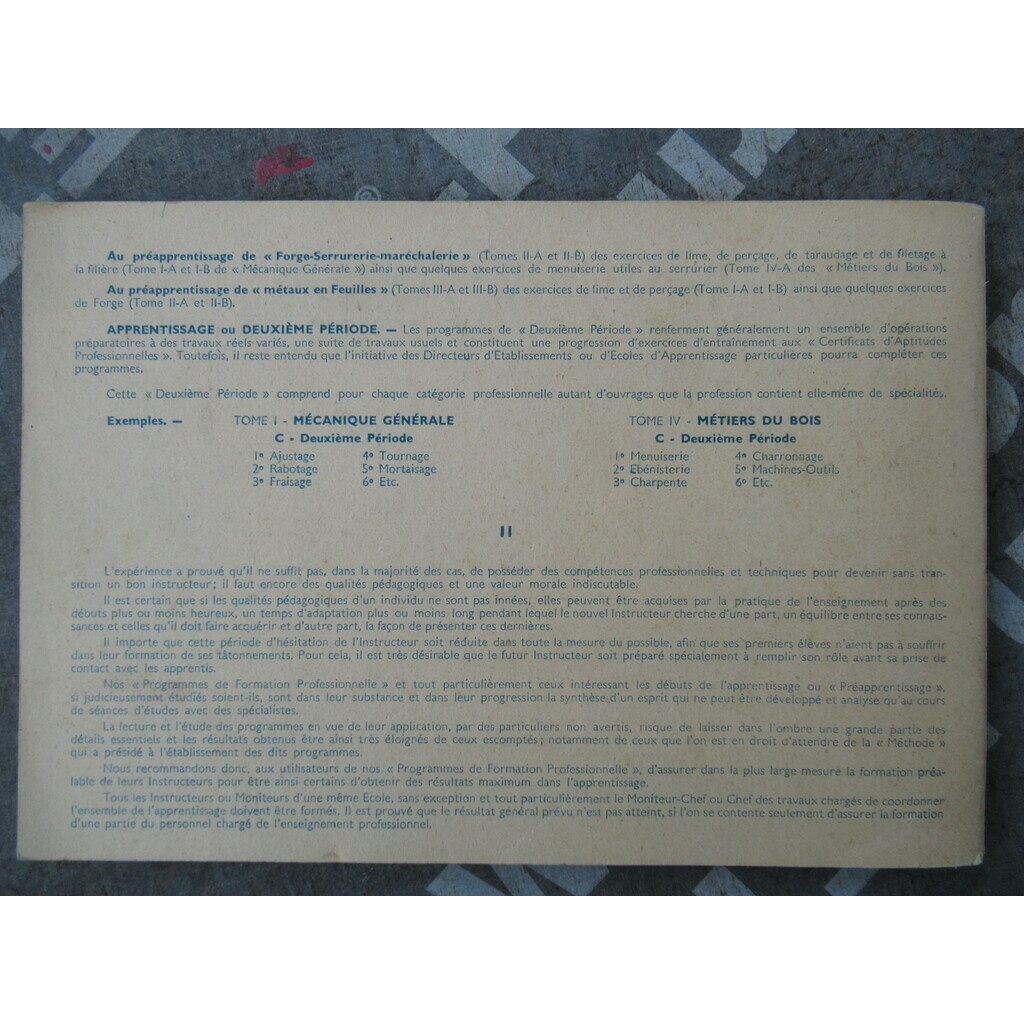 Au préapprentissage de « Forge-Serrurerie-maréchalerie » (Tomes II-A et II-B) des exercices de lime, de perçage, de taraudage et de filetage à
la filière (Tome I-A et I-B de « Mécanique Générale ») ainsi que quelques exercices de menuiserie utiles au serrurier (Tome IV-A des « Métiers du Bois »).
Au préapprentissage de « métaux en Feuilles » (Tomes III-A et III-B) des exercices de lime et de perçage (Tome I-A et I-B) ainsi que quelques exercices
de Forge (Tome II-A et II-B).
APPRENTISSAGE ou DEUXIÈME PÉRIODE. — Les programmes de « Deuxième Période » renferment généralement un ensemble d'opérations
préparatoires à des travaux réels variés, une suite de travaux usuels et constituent une progression d'exercices d'entraînement aux « Certificats d'Aptitudes
Professionnelles ». Toutefois, il reste entendu que l'initiative des Directeurs d'Etablissements ou d'Ecoles d'Apprentissage particulières pourra compléter ces
programmes.
Cette « Deuxième Période » comprend pour chaque catégorie professionnelle autant d'ouvrages que la profession contient elle-même de spécialités.
Exemples. — TOME I - MÉCANIQUE GÉNÉRALE TOME IV - MÉTIERS DU BOIS
C - Deuxième Période C - Deuxième Période
1º Ajustage 4º Tournage 1º Menuiserie 4º Charronnage
2º Rabotage 5º Mortaisage 2º Ebénisterie 5º Machines-Outils
3º Fraisage 6º Etc. 3º Charpente 6º Etc.
II
L'expérience a prouvé qu'il ne suffit pas, dans la majorité des cas, de posséder des compétences professionnelles et techniques pour devenir sans tran-
sition un bon instructeur; il faut encore des qualités pédagogiques et une valeur morale indiscutable.
Il est certain que si les qualités pédagogiques d'un individu ne sont pas innées, elles peuvent être acquises par la pratique de l'enseignement après des
débuts plus ou moins heureux, un temps d'adaptation plus ou moins long pendant lequel le nouvel Instructeur cherche d'une part, un équilibre entre ses connais-
sances et celles qu'il doit faire acquérir et d'autre part, la façon de présenter ces dernières.
Il importe que cette période d'hésitation de l'Instructeur soit réduite dans toute la mesure du possible, afin que ses premiers élèves n'aient pas à souffrir
dans leur formation de ses tâtonnements. Pour cela, il est très désirable que le futur Instructeur soit préparé spécialement à remplir son rôle avant sa prise de
contact avec les apprentis.
Nos « Programmes de Formation Professionnelle » et tout particulièrement ceux intéressant les débuts de l'apprentissage ou « Préapprentissage »,
si judicieusement étudiés soient-ils, sont dans leur substance et dans leur progression la synthèse d'un esprit qui ne peut être développé et analysé qu'au cours
de séances d'études avec des spécialistes.
La lecture et l'étude des programmes en vue de leur application, par des particuliers non avertis, risque de laisser dans l'ombre une grande partie des
détails essentiels et les résultats obtenus être ainsi très éloignés de ceux escomptés; notamment de ceux que l'on est en droit d'attendre de la « Méthode »
qui a présidé à l'établissement des dits programmes.
Nous recommandons donc, aux utilisateurs de nos « Programmes de Formation Professionnelle », d'assurer dans la plus large mesure la formation préa-
lable de leurs Instructeurs pour être ainsi certains d'obtenir des résultats maximum dans l'apprentissage.
Tous les Instructeurs ou Moniteurs d'une même Ecole, sans exception et tout particulièrement le Moniteur-Chef ou Chef des travaux chargés de coordonner
l'ensemble de l'apprentissage doivent être formés. Il est prouvé que le résultat général prévu n'est pas atteint, si l'on se contente seulement d'assurer la formation
d'une partie du personnel chargé de l'enseignement professionnel.